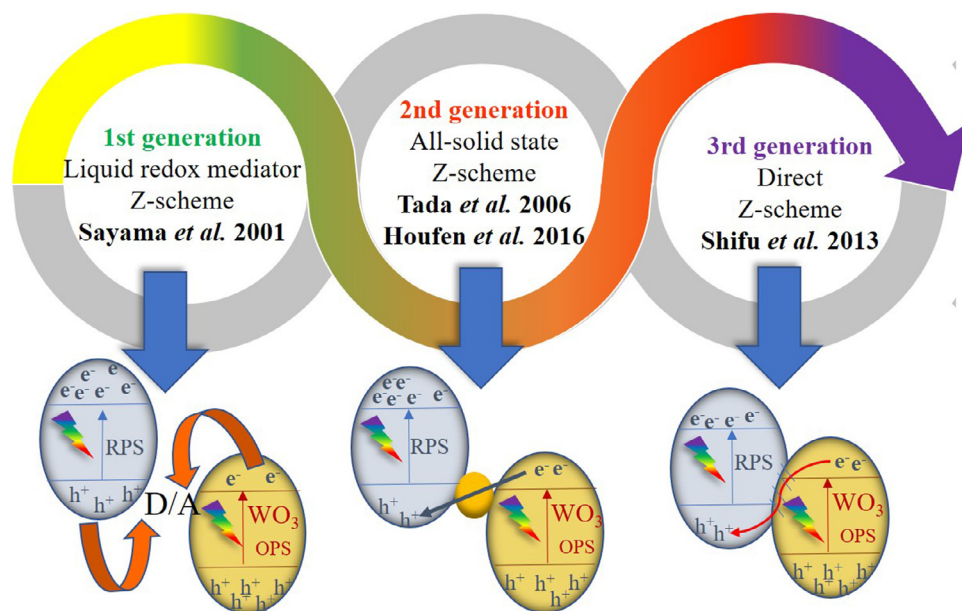 1st generation
Liquid redox mediator
Z-scheme
Sayama et al. 2001
2nd generation
All-solid state
Z-scheme
Tada et al. 2006
Houfen et al. 2016
3rd generation
Direct
Z-scheme
Shifu et al. 2013
e⁻ e⁻
e⁻e⁻ e⁻ e⁻
RPS
h⁺ h⁺ h⁺
D/A
e⁻ e⁻
WO₃
OPS
h⁺ h⁺ h⁺
h⁺ h⁺
e⁻e⁻
e⁻ e⁻ e⁻ e⁻
RPS
h⁺
h⁺
e⁻ e⁻
WO₃
OPS
h⁺ h⁺ h⁺
h⁺ h⁺
e⁻
e⁻e⁻ e⁻ e⁻
RPS
h⁺h⁺
e⁻ e⁻
WO₃
OPS
h⁺ h⁺ h⁺
h⁺ h⁺